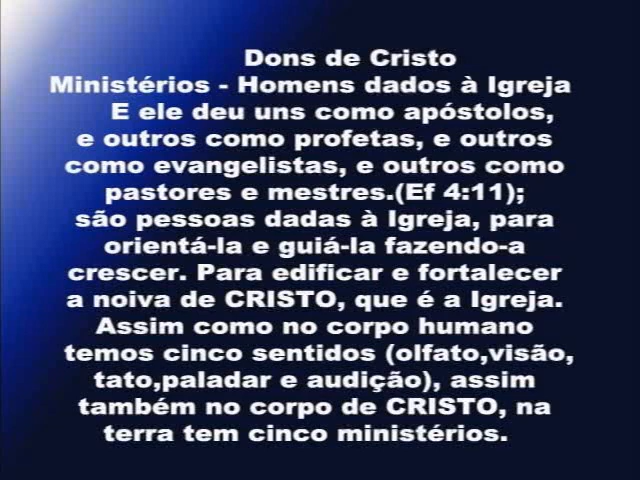 Dons de Cristo
Ministérios - Homens dados à Igreja
E ele deu uns como apóstolos,
e outros como profetas, e outros
como evangelistas, e outros como
pastores e mestres.(Ef 4:11);
são pessoas dadas à Igreja, para
orientá-la e guiá-la fazendo-a
crescer. Para edificar e fortalecer
a noiva de CRISTO, que é a Igreja.
Assim como no corpo humano
temos cinco sentidos (olfato,visão,
tato,paladar e audição), assim
também no corpo de CRISTO, na
terra tem cinco ministérios.